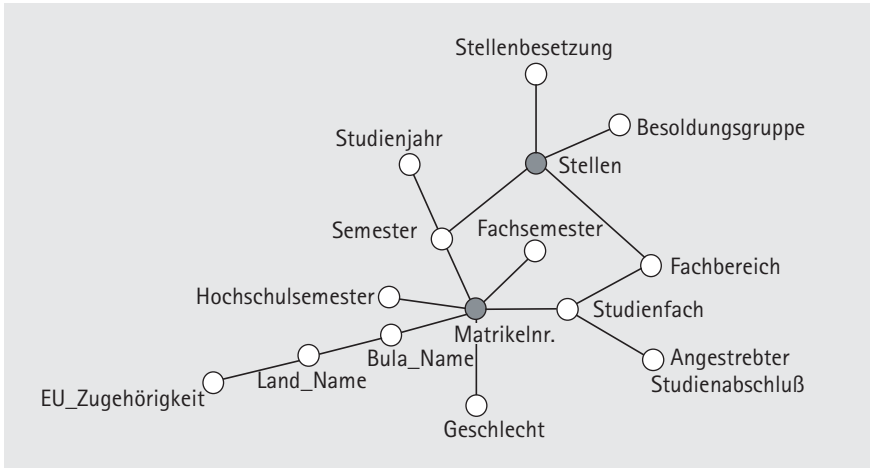 Stellenbesetzung
Besoldungsgruppe
Studienjahr
Stellen
Semester
Fachsemester
Fachbereich
Hochschulsemester
Studienfach
Matrikelnr.
Bula_Name
Angestrebter
Studienabschluß
Land_Name
EU_Zugehörigkeit
Geschlecht